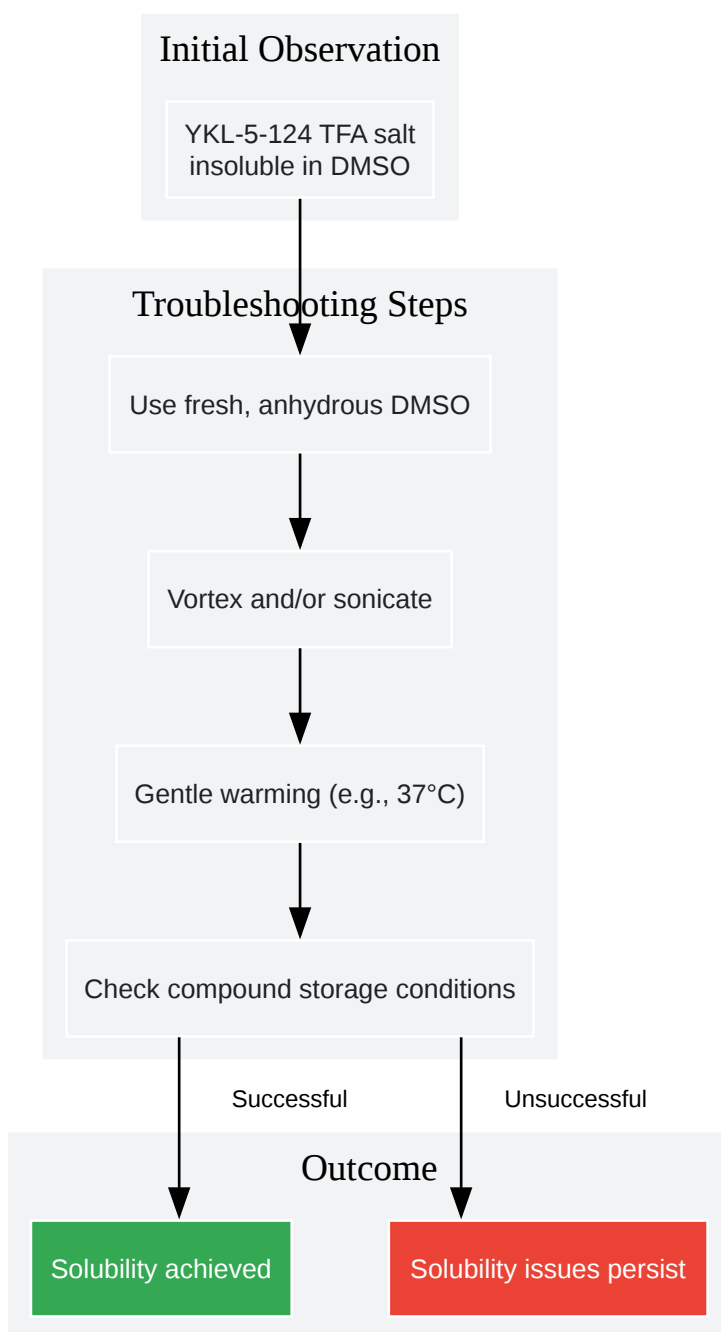 Initial Observation
YKL-5-124 TFA salt
insoluble in DMSO
Troubleshooting Steps
Use fresh, anhydrous DMSO
Vortex and/or sonicate
Gentle warming (e.g., 37°C)
Check compound storage conditions
Successful
Unsuccessful
Outcome
Solubility achieved
Solubility issues persist